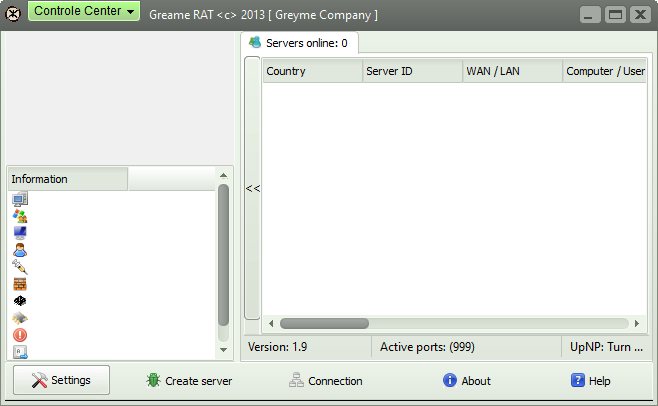 Controle Center
Greame RAT <c> 2013 [ Greyme Company ]
Servers online: 0
Country Server ID WAN / LAN Computer / User
Information
<<
Version: 1.9 Active ports: (999) UpNP: Turn ...
Settings Create server Connection About Help